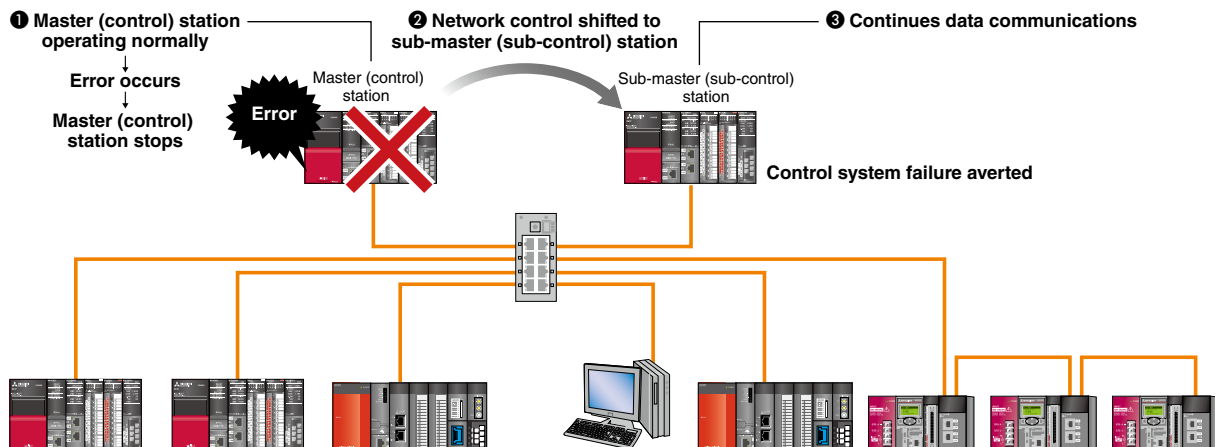 ❶ Master (control) station
operating normally
Error occurs
Master (control)
station stops
Error
Master (control)
station
❷ Network control shifted to
sub-master (sub-control) station
Sub-master (sub-control)
station
❸ Continues data communications
Control system failure averted